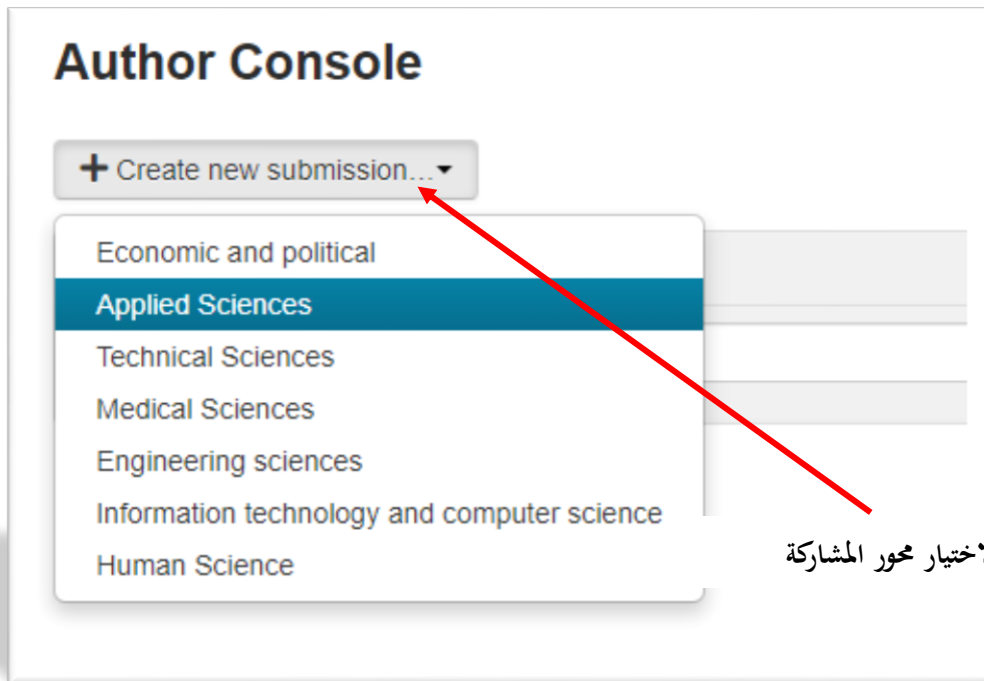 Author Console
+ Create new submission...
Economic and political
Applied Sciences
Technical Sciences
Medical Sciences
Engineering sciences
Information technology and computer science
Human Science
لاختيار محور المشاركة